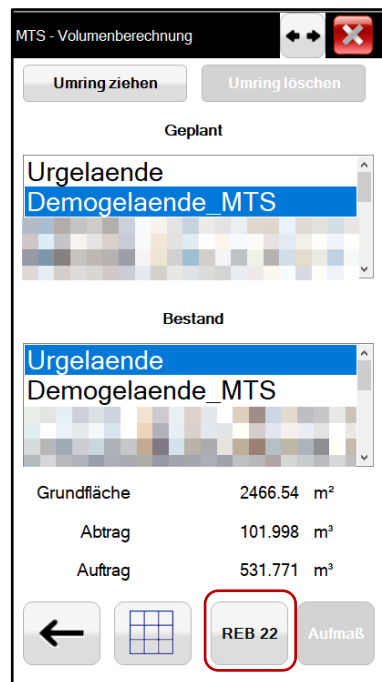 MTS - Volumenberechnung
Umring ziehen
Umring löschen
Geplant
Urgelaende
Demogelaende_MTS
Bestand
Urgelaende
Demogelaende_MTS
Grundfläche 2466.54 m²
Abtrag 101.998 m³
Auftrag 531.771 m³
REB 22
Aufmaß